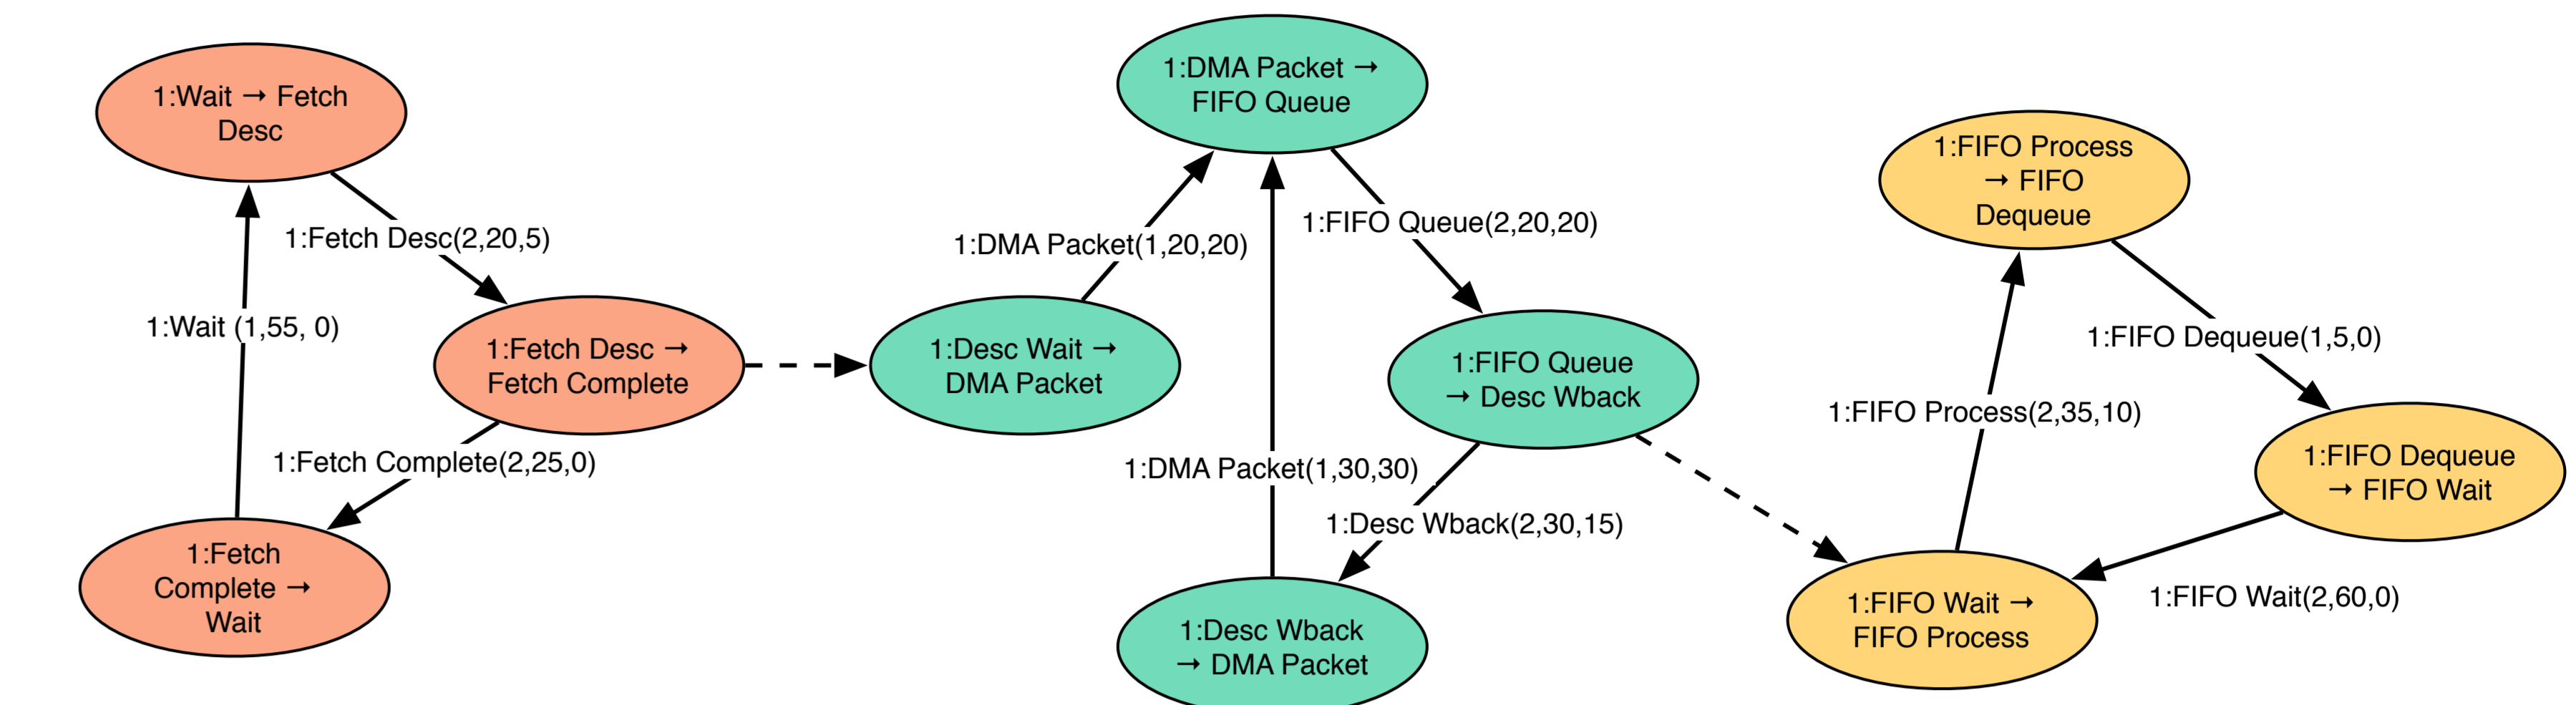 1:Wait → Fetch
Desc
1:Fetch Desc(2,20,5)
1:Wait (1,55, 0)
1:Fetch Desc →
Fetch Complete
1:Fetch Complete(2,25,0)
1:Fetch
Complete →
Wait
1:DMA Packet →
FIFO Queue
1:DMA Packet(1,20,20)
1:FIFO Queue(2,20,20)
1:Desc Wait →
DMA Packet
1:FIFO Queue
→ Desc Wback
1:DMA Packet(1,30,30)
1:Desc Wback(2,30,15)
1:Desc Wback
→ DMA Packet
1:FIFO Process
→ FIFO
Dequeue
1:FIFO Dequeue(1,5,0)
1:FIFO Process(2,35,10)
1:FIFO Dequeue
→ FIFO Wait
1:FIFO Wait →
FIFO Process
1:FIFO Wait(2,60,0)